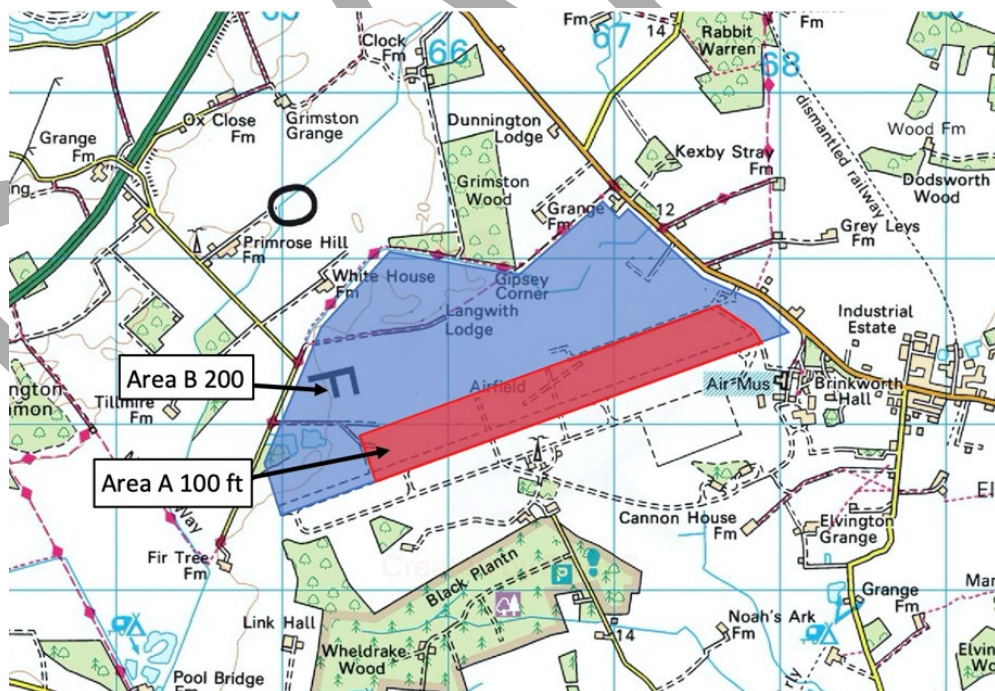 65
66
67
68
Clock
Fm
Fm
14
Rabbit
Warren
Ox Close
Fm
Grimston
Grange
Grange
Fm
Dunnington
Lodge
Kexby Stray
Fm
dismantled railway
Wood Fm
Dodsworth
Wood
Grimston
Wood
20
Grange
Fm
12
Grey Leys
Fm
Primrose Hill
Fm
White House
Fm
Gipsey
Corner
Langwith
Lodge
Industrial
Estate
Area B 200
E
Tillmire
Fm
Airfield
Air Mus
Brinkworth
Hall
Area A 100 ft
Way
Cannon House
Fm
Elvington
Grange
Fir Tree
Fm
Black Plantn
P
Grange
Fm
Link Hall
Noah's Ark
Fm
14
Wheldrake
Wood
Pool Bridge
Fm